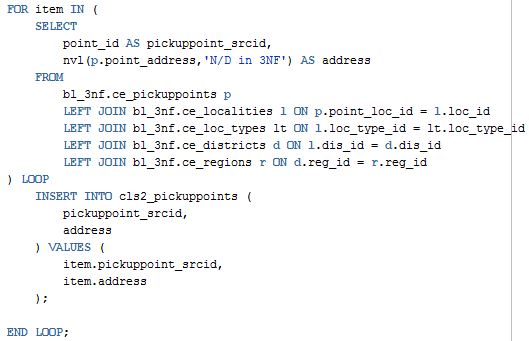 FOR item IN (
SELECT
point_id AS pickuppoint_srcid,
nvl(p.point_address,'N/D in 3NF') AS address
FROM
bl_3nf.ce_pickuppoints p
LEFT JOIN bl_3nf.ce_localities l ON p.point_loc_id = l.loc_id
LEFT JOIN bl_3nf.ce_loc_types lt ON l.loc_type_id = lt.loc_type_id
LEFT JOIN bl_3nf.ce_districts d ON l.dis_id = d.dis_id
LEFT JOIN bl_3nf.ce_regions r ON d.reg_id = r.reg_id
) LOOP
INSERT INTO cls2_pickuppoints (
pickuppoint_srcid,
address
) VALUES (
item.pickuppoint_srcid,
item.address
);
END LOOP;